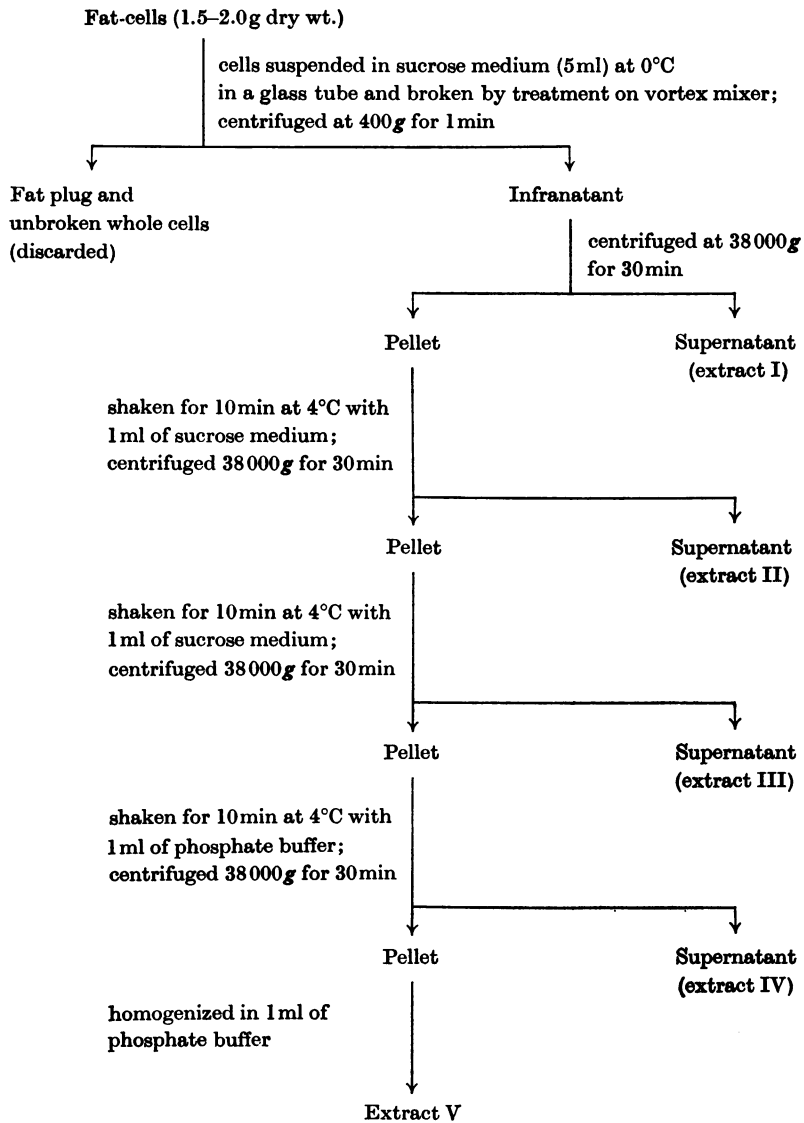 Fat-cells (1.5–2.0g dry wt.)
cells suspended in sucrose medium (5ml) at 0°C
in a glass tube and broken by treatment on vortex mixer;
centrifuged at 400g for 1min
Fat plug and
unbroken whole cells
(discarded)
Infranatant
centrifuged at 38000g
for 30min
Pellet
Supernatant
(extract I)
shaken for 10min at 4°C with
1ml of sucrose medium;
centrifuged 38000g for 30min
Pellet
Supernatant
(extract II)
shaken for 10min at 4°C with
1ml of sucrose medium;
centrifuged 38000g for 30min
Pellet
Supernatant
(extract III)
shaken for 10min at 4°C with
1ml of phosphate buffer;
centrifuged 38000g for 30min
Pellet
Supernatant
(extract IV)
homogenized in 1ml of
phosphate buffer
Extract V